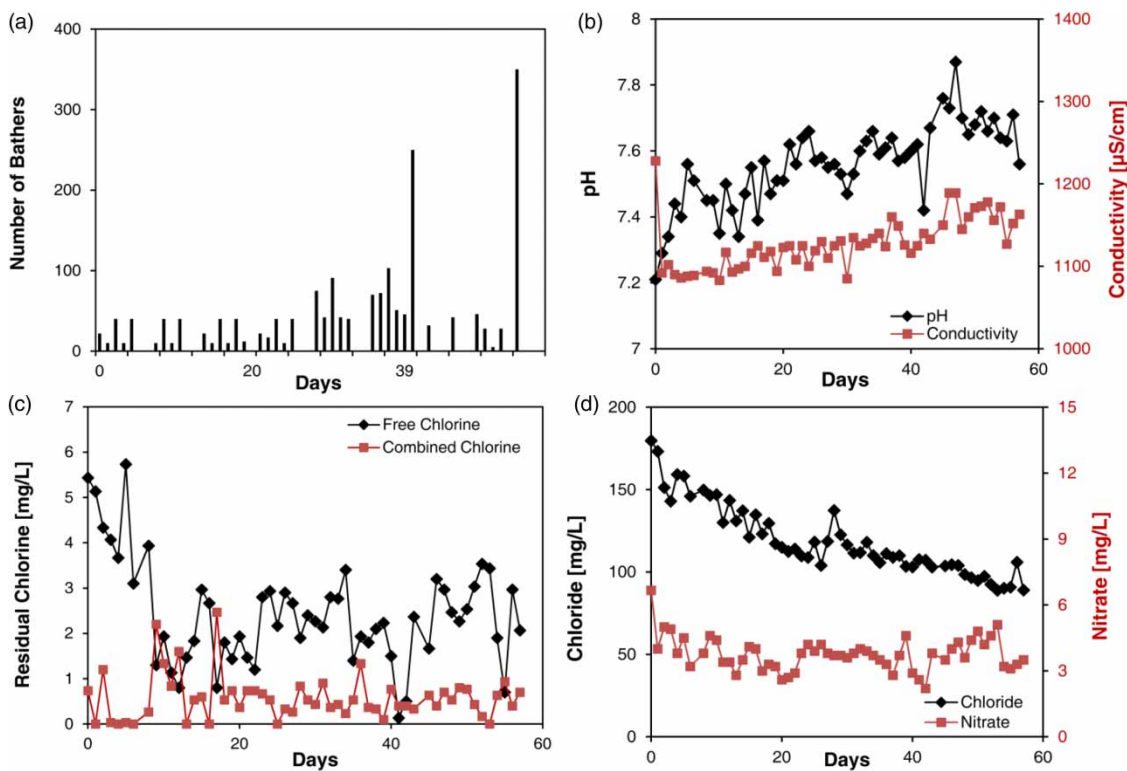 (a)
400
300
200
100
0
Number of Bathers
0
20
39
Days
(b)
8
7.8
7.6
7.4
7.2
7
pH
1400
1300
1200
1100
1000
Conductivity [µS/cm]
pH
Conductivity
0
20
40
60
Days
(c)
7
6
5
4
3
2
1
0
Residual Chlorine [mg/L]
Free Chlorine
Combined Chlorine
0
20
40
60
Days
(d)
200
150
100
50
0
Chloride [mg/L]
15
12
9
6
3
0
Nitrate [mg/L]
Chloride
Nitrate
0
20
40
60
Days